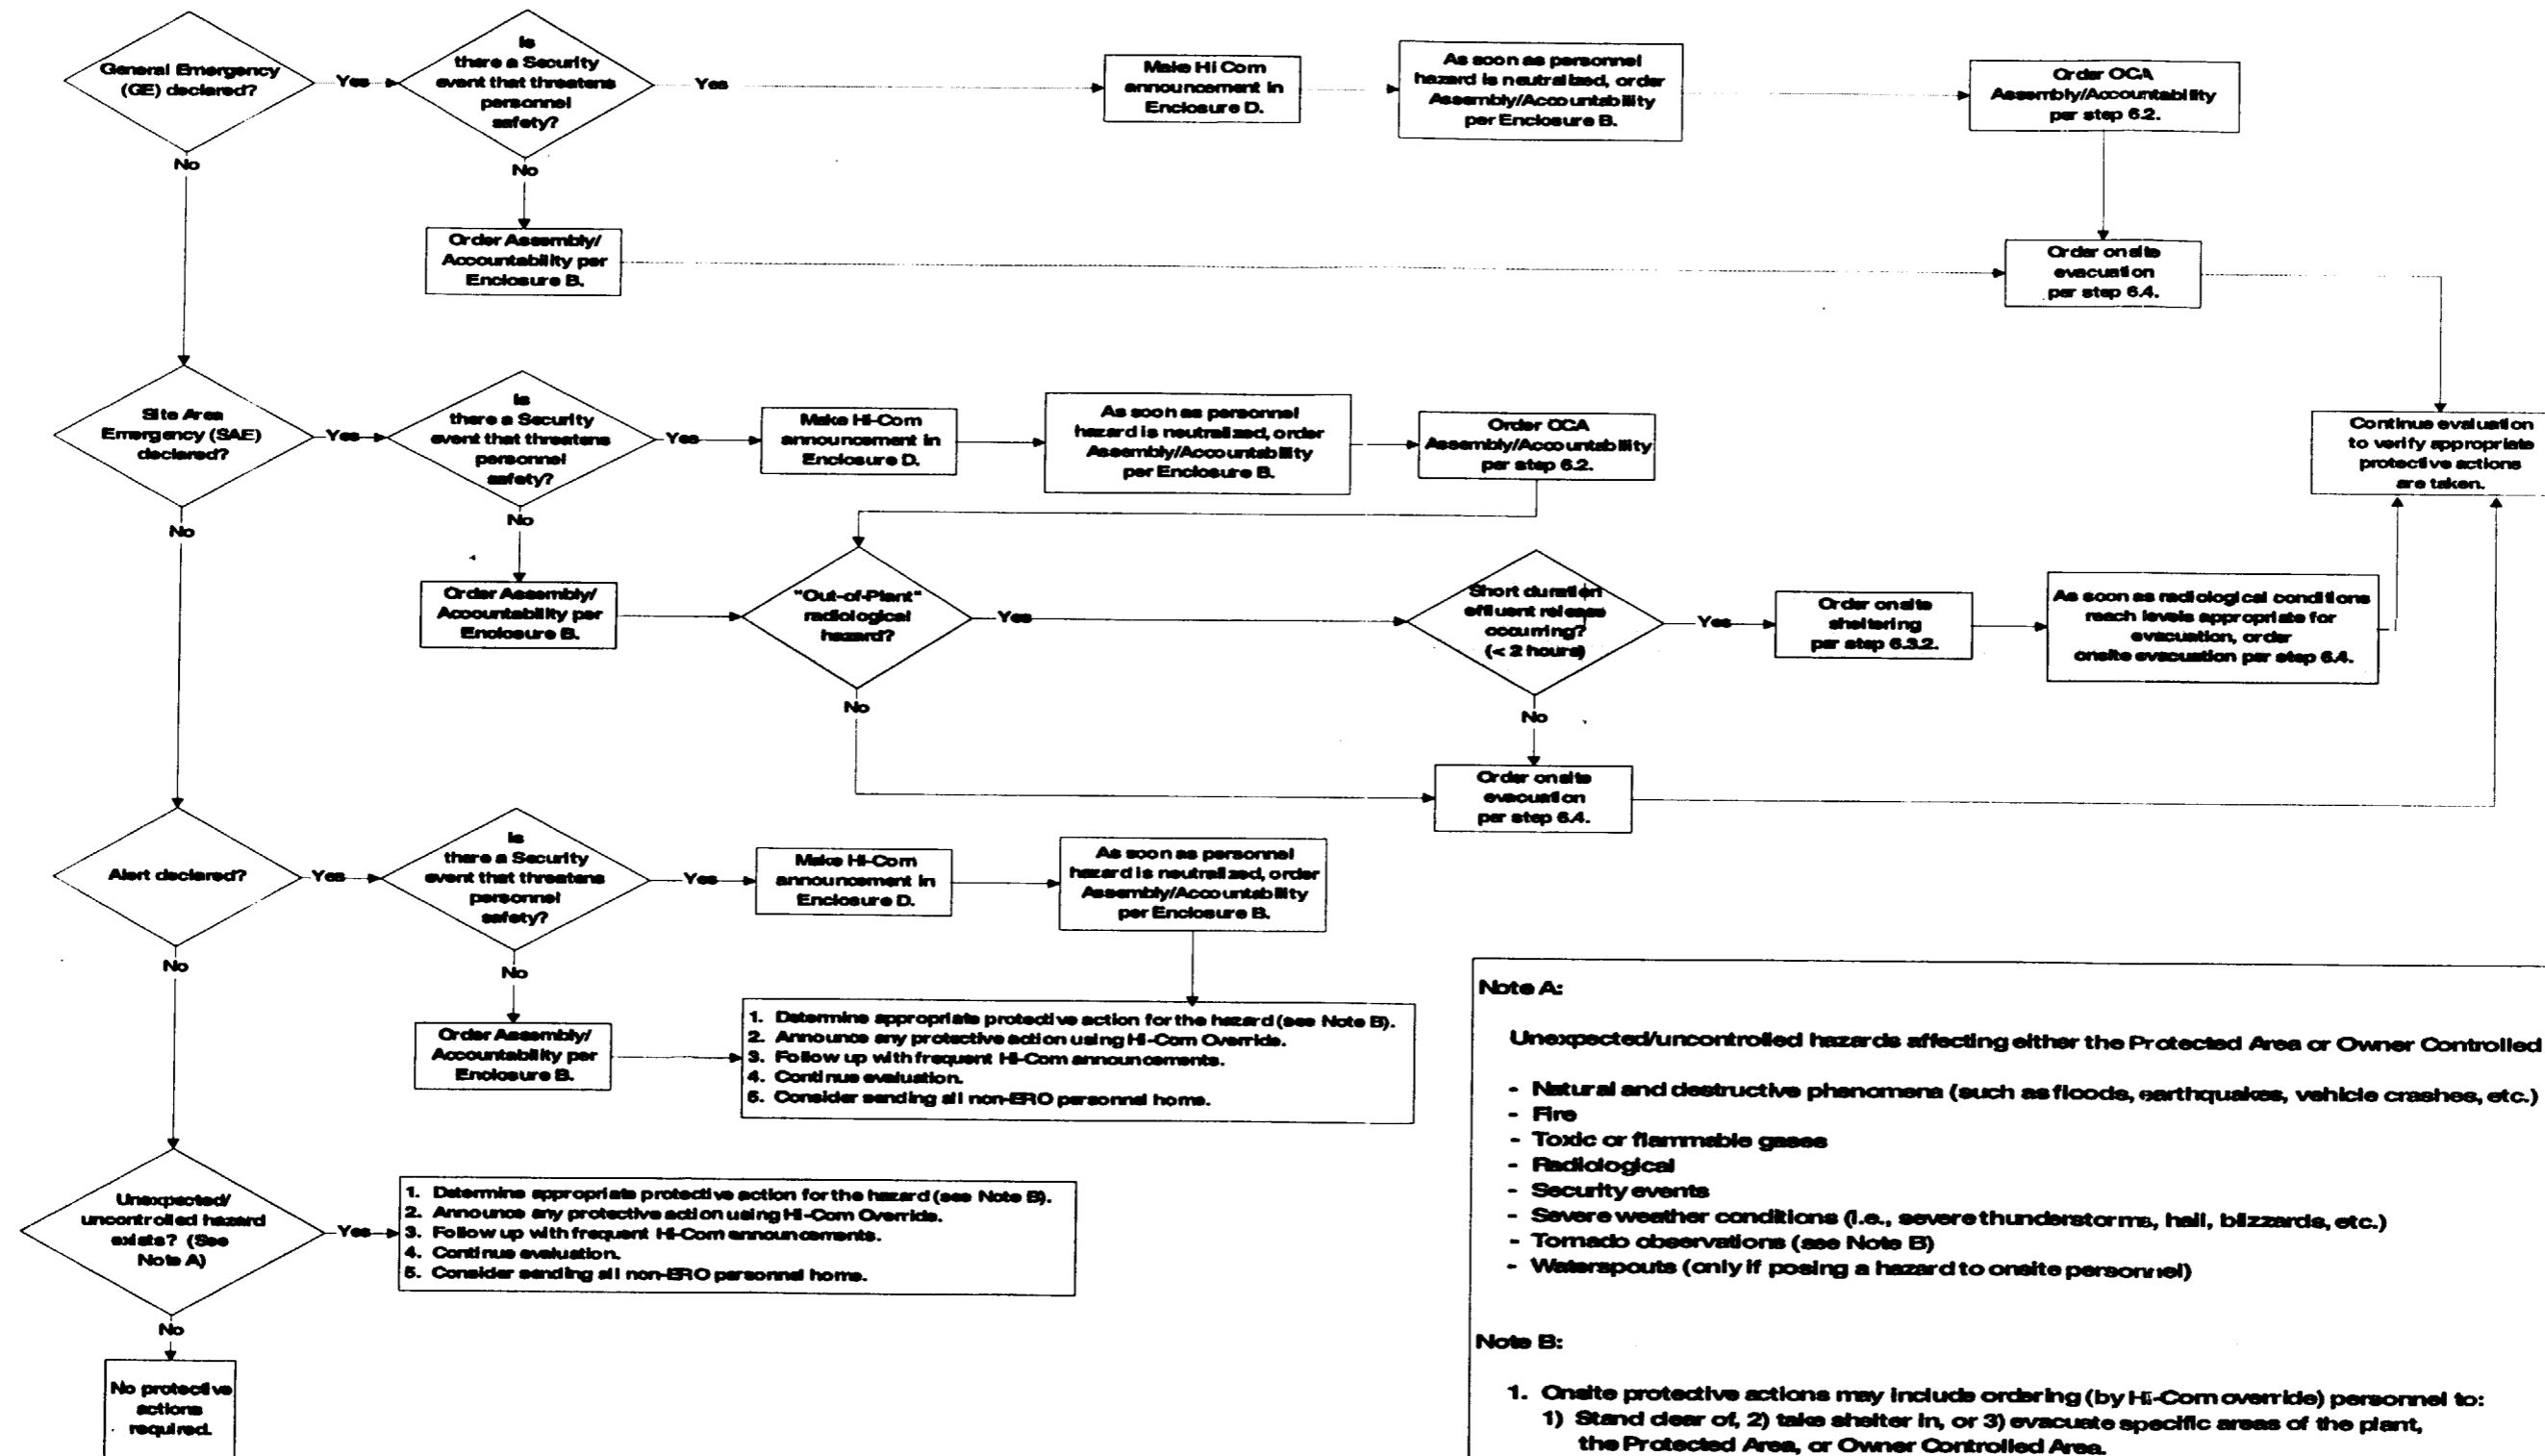 General Emergency
(GE) declared?
Yes
Is
there a Security
event that threatens
personnel
safety?
Yes
Make Hi Com
announcement in
Enclosure D.
As soon as personnel
hazard is neutralized, order
Assembly/Accountability
per Enclosure B.
Order OCA
Assembly/Accountability
per step 6.2.
No
No
Order Assembly/
Accountability per
Enclosure B.
Order onsite
evacuation
per step 6.4.
Site Area
Emergency (SAE)
declared?
Yes
Is
there a Security
event that threatens
personnel
safety?
Yes
Make Hi-Com
announcement in
Enclosure D.
As soon as personnel
hazard is neutralized, order
Assembly/Accountability
per Enclosure B.
Order OCA
Assembly/Accountability
per step 6.2.
Continue evaluation
to verify appropriate
protective actions
are taken.
No
No
Order Assembly/
Accountability per
Enclosure B.
"Out-of-Plant"
radiological
hazard?
Yes
Short duration
effluent release
occurring?
(< 2 hours)
Yes
Order onsite
sheltering
per step 6.3.2.
As soon as radiological conditions
reach levels appropriate for
evacuation, order
onsite evacuation per step 6.4.
No
No
Order onsite
evacuation
per step 6.4.
Alert declared?
Yes
Is
there a Security
event that threatens
personnel
safety?
Yes
Make Hi-Com
announcement in
Enclosure D.
As soon as personnel
hazard is neutralized, order
Assembly/Accountability
per Enclosure B.
No
No
Order Assembly/
Accountability per
Enclosure B.
1. Determine appropriate protective action for the hazard (see Note B).
2. Announce any protective action using Hi-Com Override.
3. Follow up with frequent Hi-Com announcements.
4. Continue evaluation.
5. Consider sending all non-ERO personnel home.
Unexpected/
uncontrolled hazard
exists? (See
Note A)
Yes
1. Determine appropriate protective action for the hazard (see Note B).
2. Announce any protective action using Hi-Com Override.
3. Follow up with frequent Hi-Com announcements.
4. Continue evaluation.
5. Consider sending all non-ERO personnel home.
No
No protective
actions
required.
Note A:
Unexpected/uncontrolled hazards affecting either the Protected Area or Owner Controlled
- Natural and destructive phenomena (such as floods, earthquakes, vehicle crashes, etc.)
- Fire
- Toxic or flammable gases
- Radiological
- Security events
- Severe weather conditions (i.e., severe thunderstorms, hail, blizzards, etc.)
- Tornado observations (see Note B)
- Waterspouts (only if posing a hazard to onsite personnel)
Note B:
1. Onsite protective actions may include ordering (by Hi-Com override) personnel to:
1) Stand clear of, 2) take shelter in, or 3) evacuate specific areas of the plant,
the Protected Area, or Owner Controlled Area.